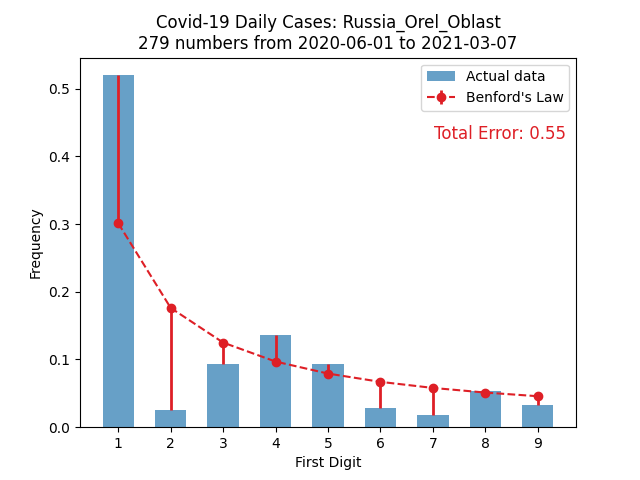 Covid-19 Daily Cases: Russia_Orel_Oblast
279 numbers from 2020-06-01 to 2021-03-07
Actual data
Benford's Law
Total Error: 0.55
Frequency
0.5
0.4
0.3
0.2
0.1
0.0
1 2 3 4 5 6 7 8 9
First Digit